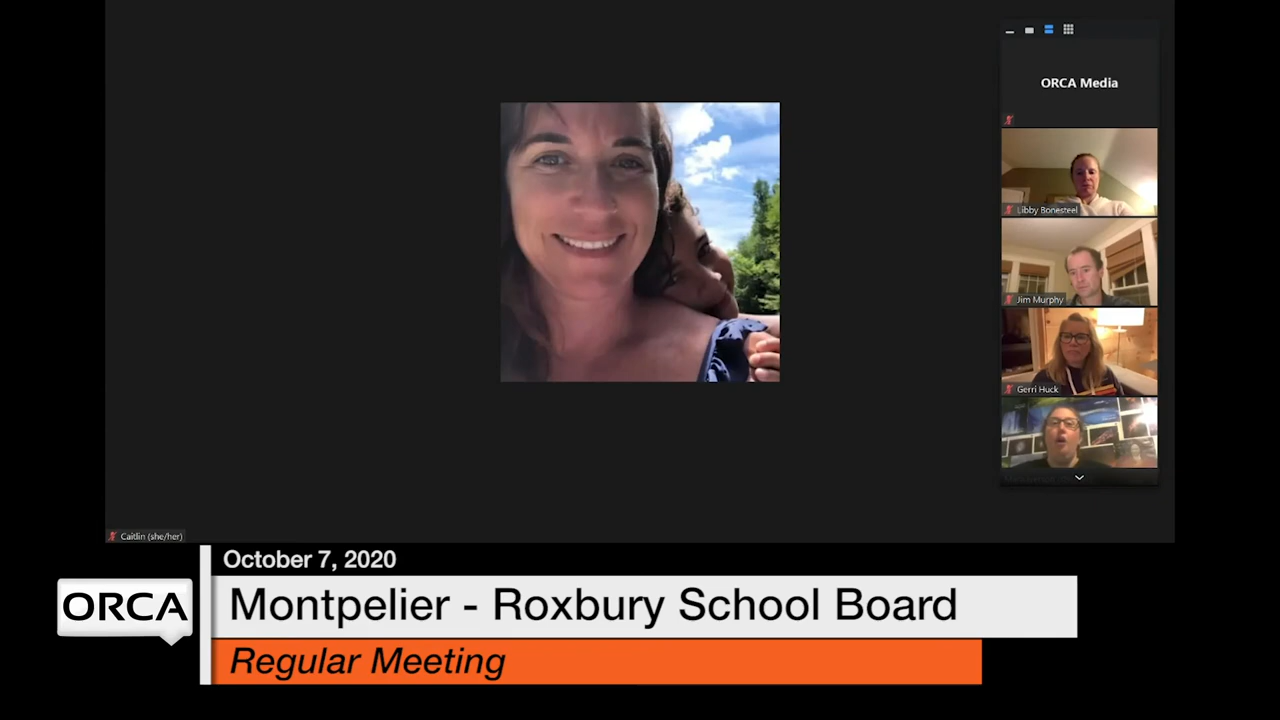 ORCA Media
Libby Bonesteel
Jim Murphy
Gerri Huck
Caitlin (she/her)
October 7, 2020
ORCA
Montpelier - Roxbury School Board
Regular Meeting